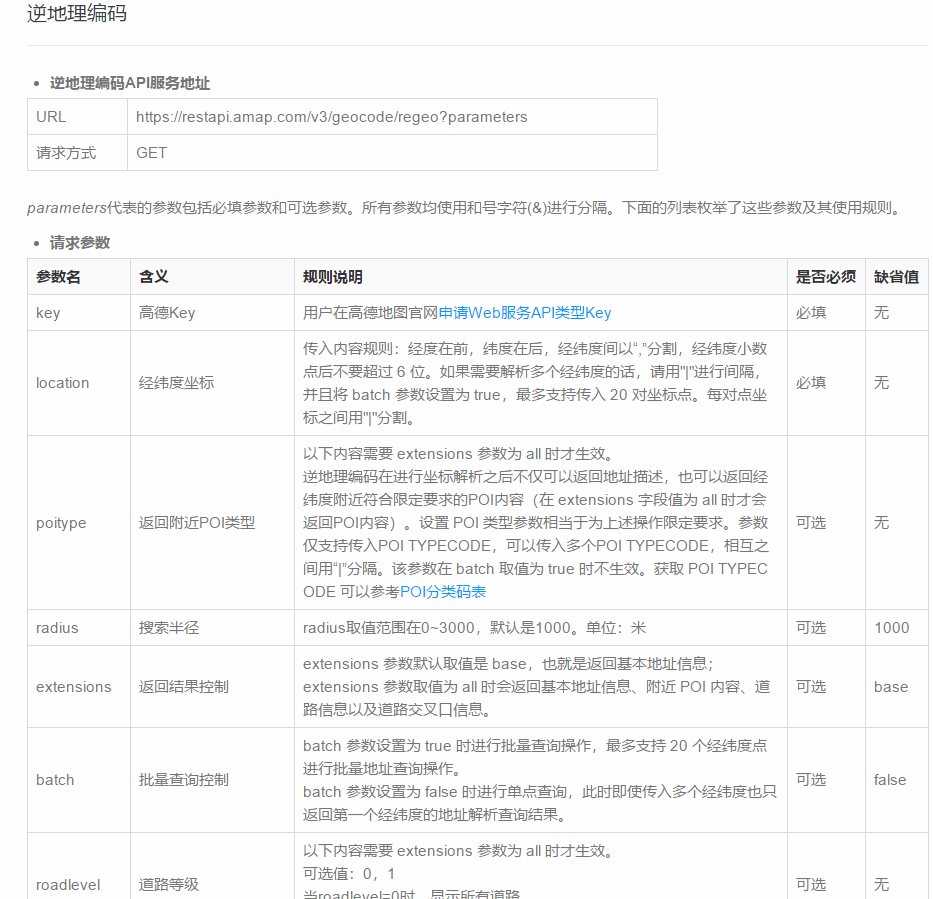 逆地理编码
逆地理编码API服务地址
URL
https://restapi.amap.com/v3/geocode/regeo?parameters
请求方式
GET
parameters代表的参数包括必填参数和可选参数。所有参数均使用和号字符(&)进行分隔。下面的列表枚举了这些参数及其使用规则。
请求参数
参数名 含义 规则说明 是否必须 缺省值
key 高德Key 用户在高德地图官网申请Web服务API类型Key 必填 无
location 经纬度坐标
传入内容规则：经度在前，纬度在后，经纬度间以“,”分割，经纬度小数
点后不要超过 6 位。如果需要解析多个经纬度的话，请用"|"进行间隔，
并且将 batch 参数设置为 true，最多支持传入 20 对坐标点。每对点坐
标之间用"|"分割。
必填 无
poitype 返回附近POI类型
以下内容需要 extensions 参数为 all 时才生效。
逆地理编码在进行坐标解析之后不仅可以返回地址描述，也可以返回经
纬度附近符合限定要求的POI内容（在 extensions 字段值为 all 时才会
返回POI内容）。设置 POI 类型参数相当于为上述操作限定要求。参数
仅支持传入POI TYPECODE，可以传入多个POI TYPECODE，相互之
间用“|”分隔。该参数在 batch 取值为 true 时不生效。获取 POI TYPEC
ODE 可以参考POI分类码表
可选 无
radius 搜索半径 radius取值范围在0~3000，默认是1000。单位：米 可选 1000
extensions 返回结果控制
extensions 参数默认取值是 base，也就是返回基本地址信息；
extensions 参数取值为 all 时会返回基本地址信息、附近 POI 内容、道
路信息以及道路交叉口信息。
可选 base
batch 批量查询控制
batch 参数设置为 true 时进行批量查询操作，最多支持 20 个经纬度点
进行批量地址查询操作。
batch 参数设置为 false 时进行单点查询，此时即使传入多个经纬度也只
返回第一个经纬度的地址解析查询结果。
可选 false
roadlevel 道路等级
以下内容需要 extensions 参数为 all 时才生效。
可选值：0，1
当roadlevel=0时，显示所有道路
可选 无